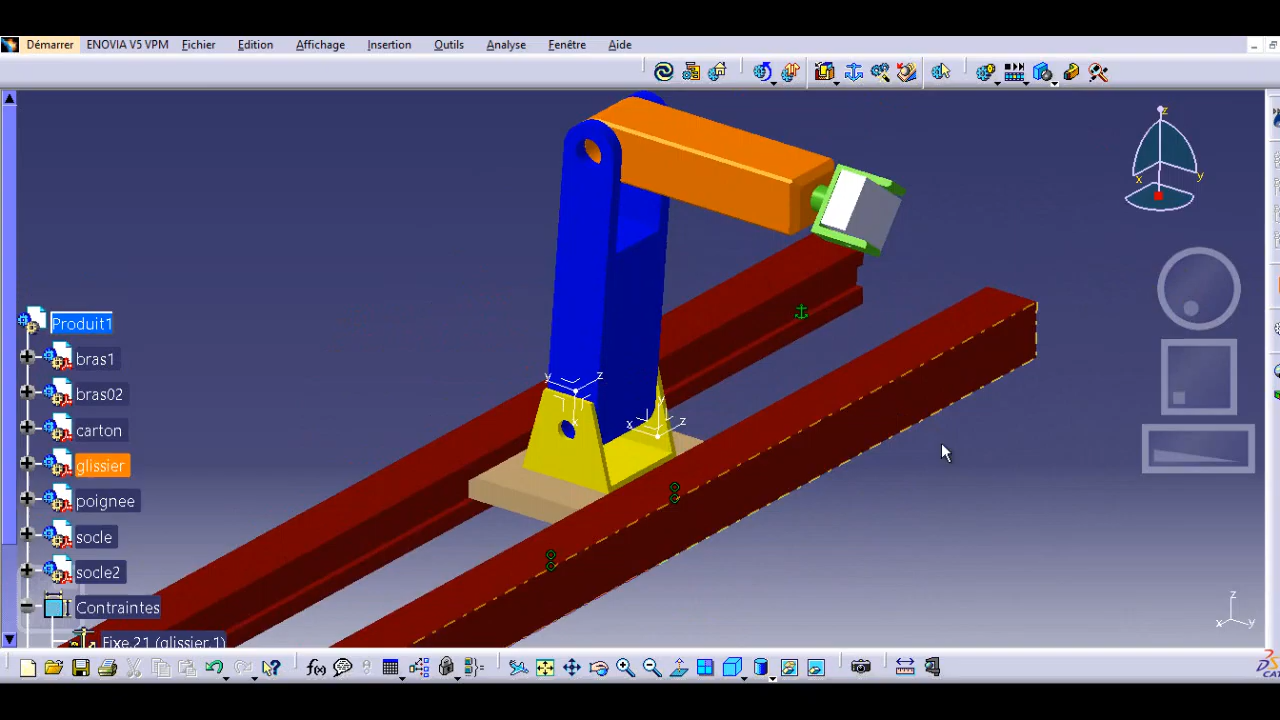 Démarrer ENOVIA V5 VPM Fichier Edition Affichage Insertion Outils Analyse Fenêtre Aide
z
x y
Produit1
bras1
bras02
carton
glissier
poignee
socle
socle2
Contraintes
Fixe.21 (glissier.1)
y z
x
y
x z
z
x y
f(x)